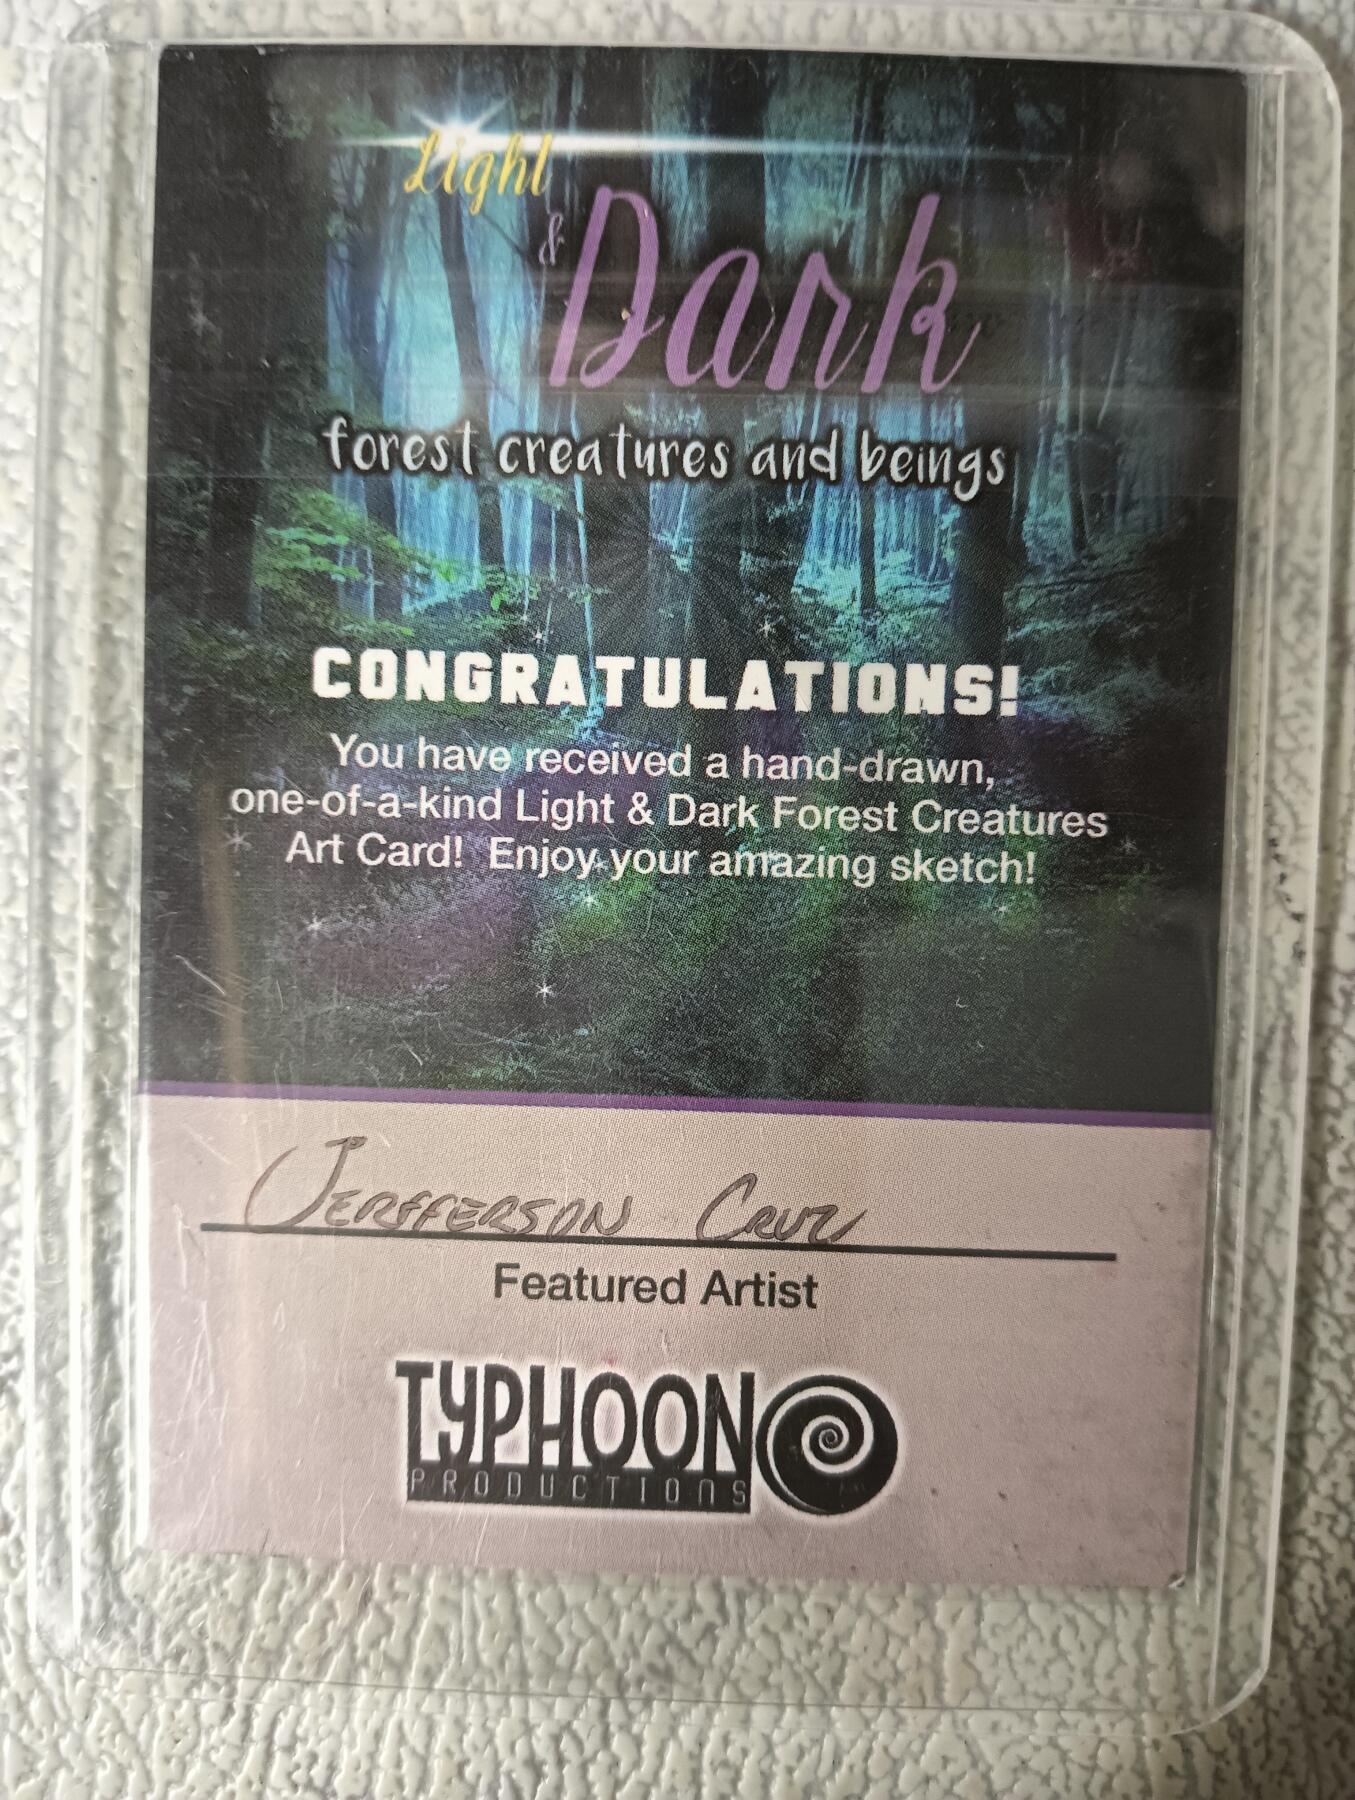 Light
& Dark
forest creatures and beings
CONGRATULATIONS!
You have received a hand-drawn,
one-of-a-kind Light & Dark Forest Creatures
Art Card! Enjoy your amazing sketch!
JERFFERSON CRUZ
Featured Artist
TYPHOON
PRODUCTIONS